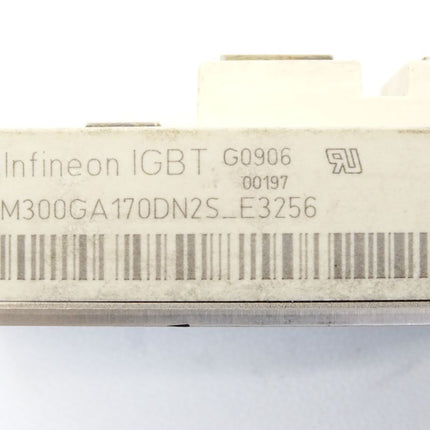 Infineon IGBT G0906
00197
M300GA170DN2S_E3256